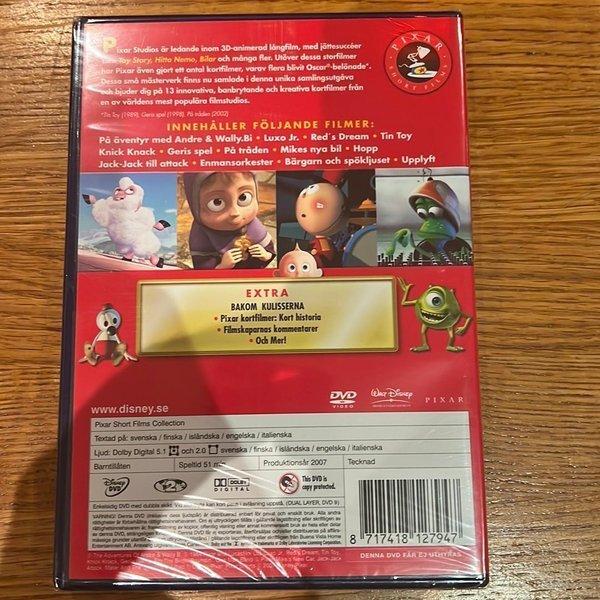 Pixar Studios är ledande inom 3D-animerad långfilm, med jättesuccéer
som Toy Story, Hitta Nemo, Bilar och många fler. Utöver dessa storfilmer
har Pixar även gjort ett antal kortfilmer, varav flera blivit Oscar®-belönade*.
Dessa små mästerverk finns nu samlade i denna unika samlingsutgåva
och bjuder dig på 13 innovativa, banbrytande och kreativa kortfilmer från
en av världens mest populära filmstudios.
*Tin Toy (1989), Geris spel (1998), På tråden (2002)
PIXAR
SHORT FILMS
INNEHÅLLER FÖLJANDE FILMER:
På äventyr med Andre & Wally.Bi • Luxo Jr. • Red´s Dream • Tin Toy
Knick Knack • Geris spel • På tråden • Mikes nya bil • Hopp
Jack-Jack till attack • Enmansorkester • Bärgarn och spökljuset • Upplyft
EXTRA
BAKOM KULISSERNA
• Pixar kortfilmer: Kort historia
• Filmskaparnas kommentarer
• Och Mer!
www.disney.se
DVD
VIDEO
WALT DISNEY
HOME ENTERTAINMENT
PIXAR
Pixar Short Films Collection
Textad på: svenska / finska / isländska / engelska / italienska
Ljud: Dolby Digital 5.1 och 2.0 svenska / finska / isländska / engelska / italienska
Barntillåten
Speltid 51 min
Produktionsår 2007
Tecknad
Disney
DVD
2
DOLBY
DIGITAL
This DVD is
copy protected.
8 717418 127947
DENNA DVD FÅR EJ UTHYRAS